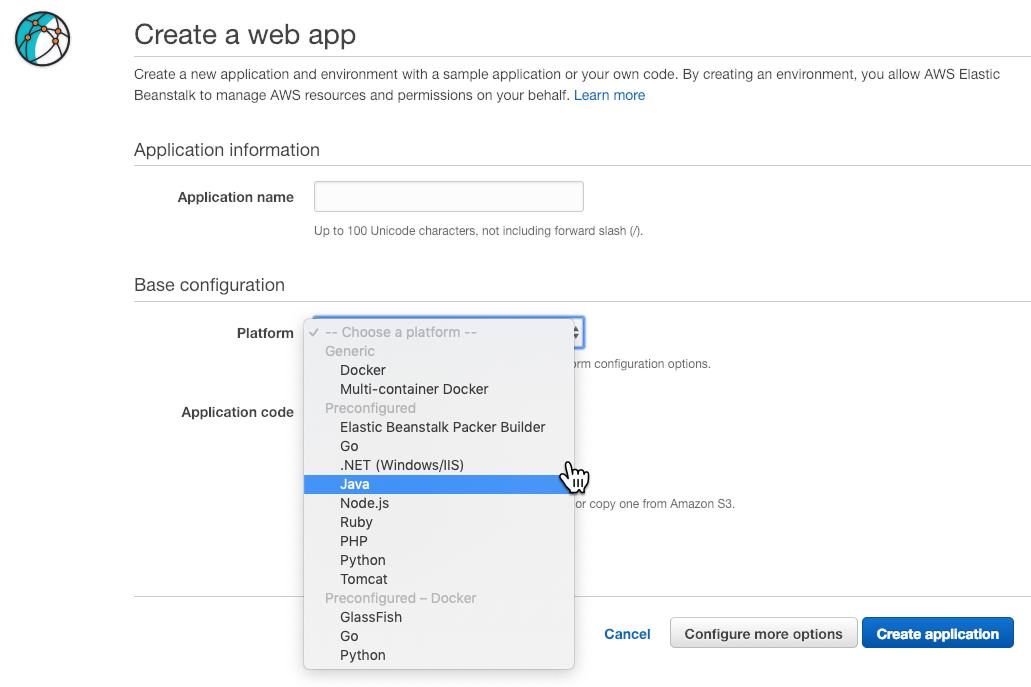 Create a web app
Create a new application and environment with a sample application or your own code. By creating an environment, you allow AWS Elastic
Beanstalk to manage AWS resources and permissions on your behalf. Learn more
Application information
Application name
Up to 100 Unicode characters, not including forward slash (/).
Base configuration
Platform
-- Choose a platform --
Generic
configuration options.
Docker
Multi-container Docker
Preconfigured
Application code
Elastic Beanstalk Packer Builder
Go
.NET (Windows/IIS)
Java
Node.js
or copy one from Amazon S3.
Ruby
PHP
Python
Tomcat
Preconfigured – Docker
GlassFish
Go
Python
Cancel
Configure more options
Create application